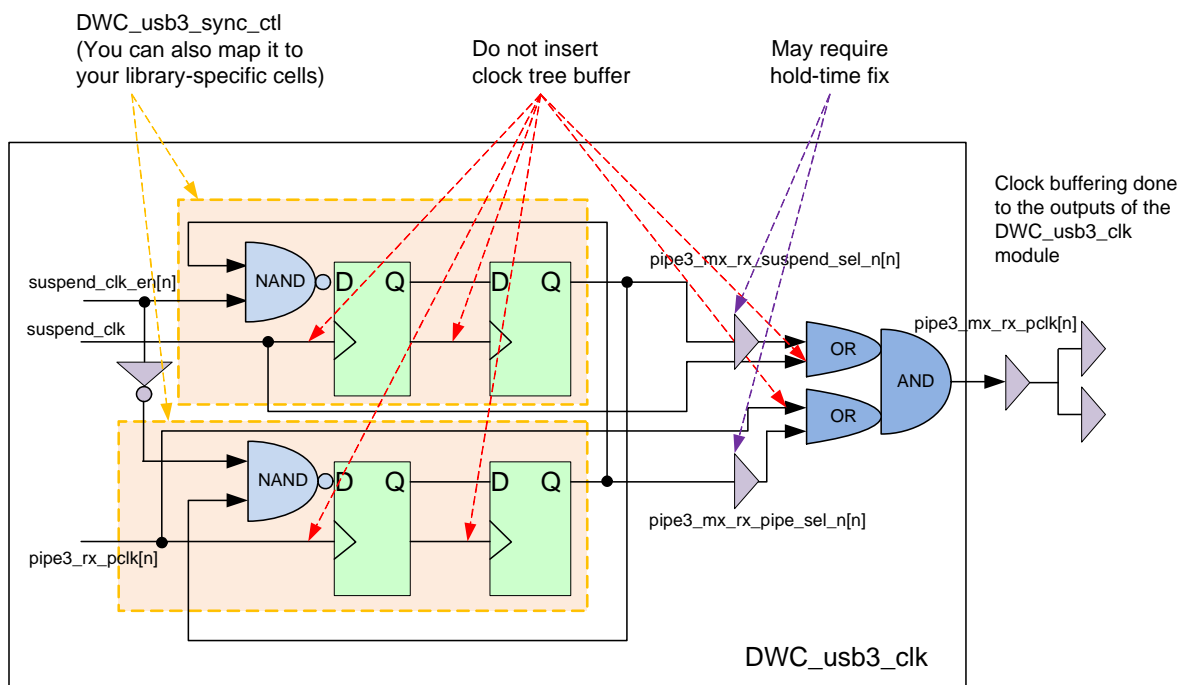 DWC_usb3_sync_ctl
(You can also map it to
your library-specific cells)
Do not insert
clock tree buffer
May require
hold-time fix
Clock buffering done
to the outputs of the
DWC_usb3_clk
module
suspend_clk_en[n]
suspend_clk
NAND
D
Q
D
Q
pipe3_mx_rx_suspend_sel_n[n]
OR
AND
OR
pipe3_mx_rx_pclk[n]
NAND
D
Q
D
Q
pipe3_mx_rx_pipe_sel_n[n]
pipe3_rx_pclk[n]
DWC_usb3_clk